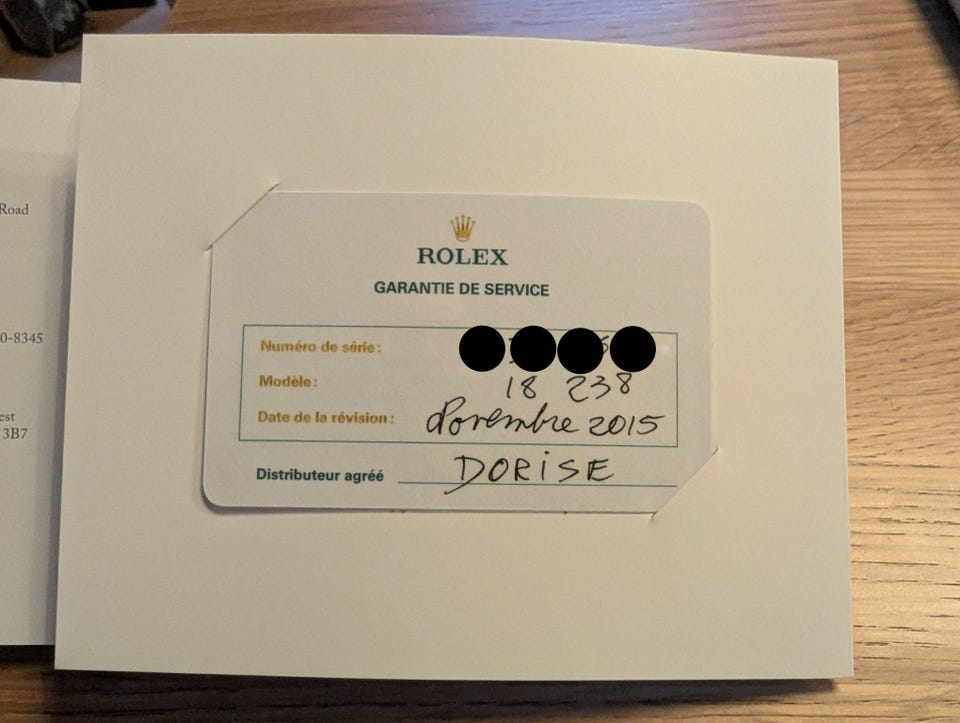 Road
0-8345
est
3B7
ROLEX
GARANTIE DE SERVICE
Numéro de série :
Modèle : 18 238
Date de la révision : Novembre 2015
Distributeur agréé DORiSE